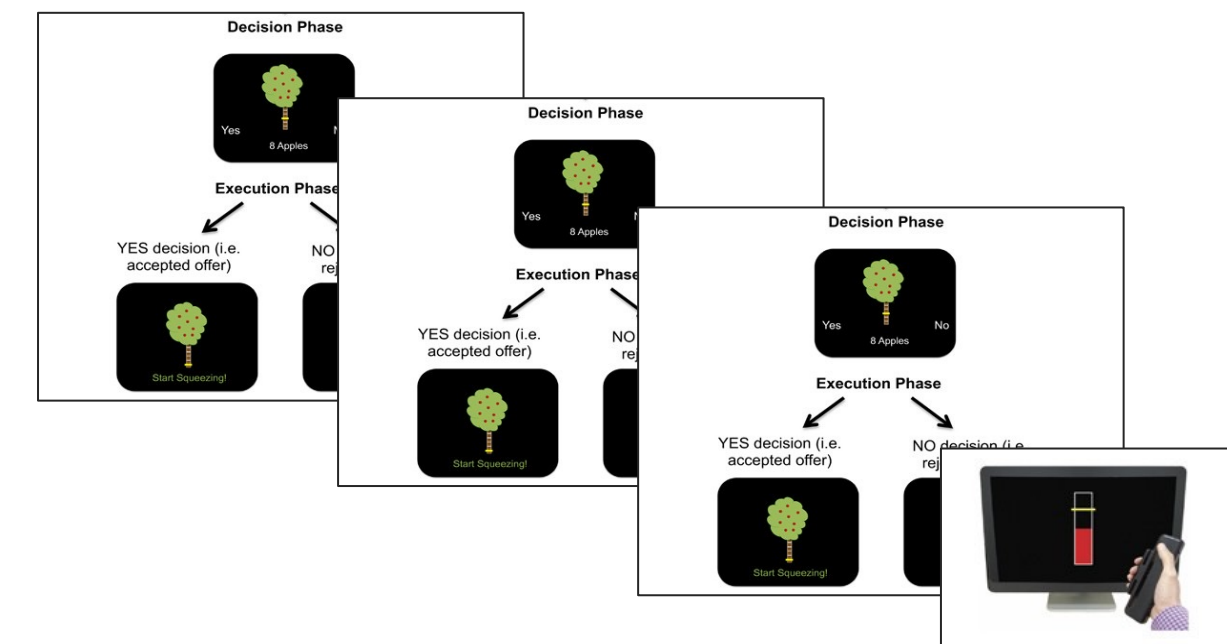 Decision Phase
Yes
8 Apples
Execution Phase
YES decision (i.e.
accepted offer)
NO
Start Squeezing!
Decision Phase
Yes
8 Apples
Execution Phase
YES decision (i.e.
accepted offer)
NO
Start Squeezing!
Decision Phase
Yes No
8 Apples
Execution Phase
YES decision (i.e.
accepted offer)
NO decision (i.e.
Start Squeezing!